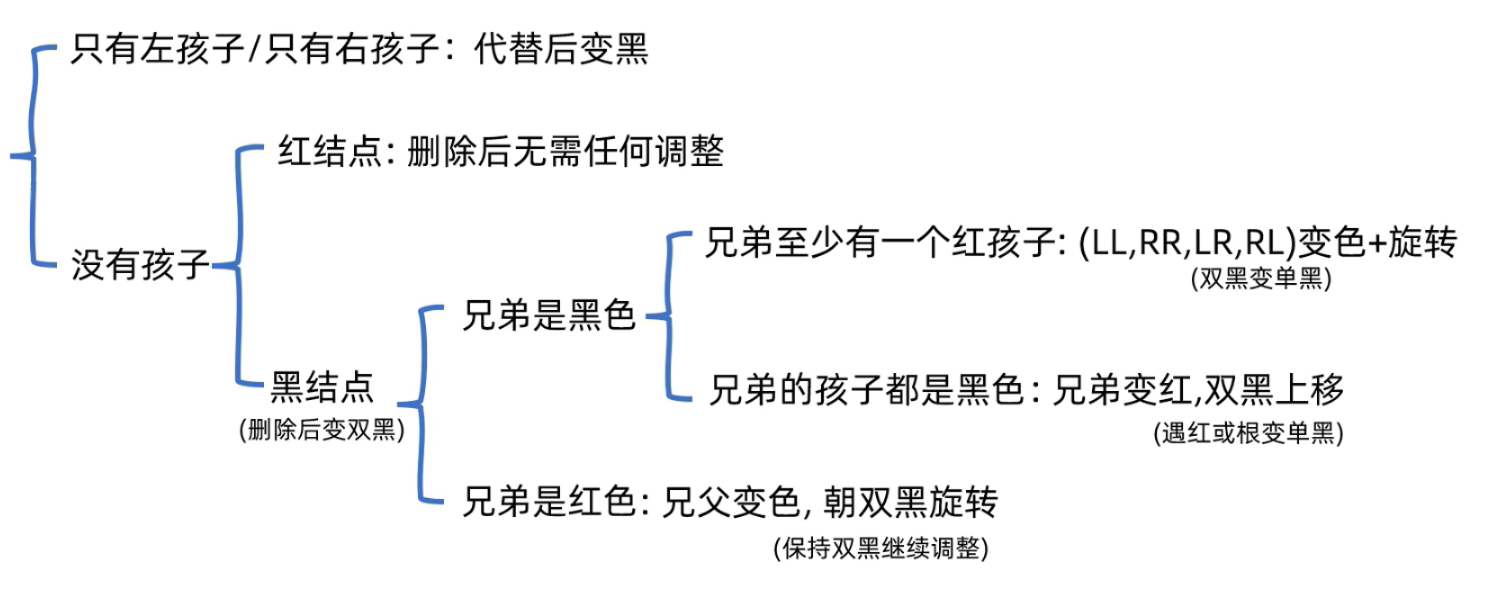 只有左孩子/只有右孩子：代替后变黑
红结点：删除后无需任何调整
没有孩子
兄弟至少有一个红孩子：(LL,RR,LR,RL)变色+旋转
(双黑变单黑)
兄弟是黑色
黑结点
(删除后变双黑)
兄弟的孩子都是黑色：兄弟变红,双黑上移
(遇红或根变单黑)
兄弟是红色：兄父变色, 朝双黑旋转
(保持双黑继续调整)